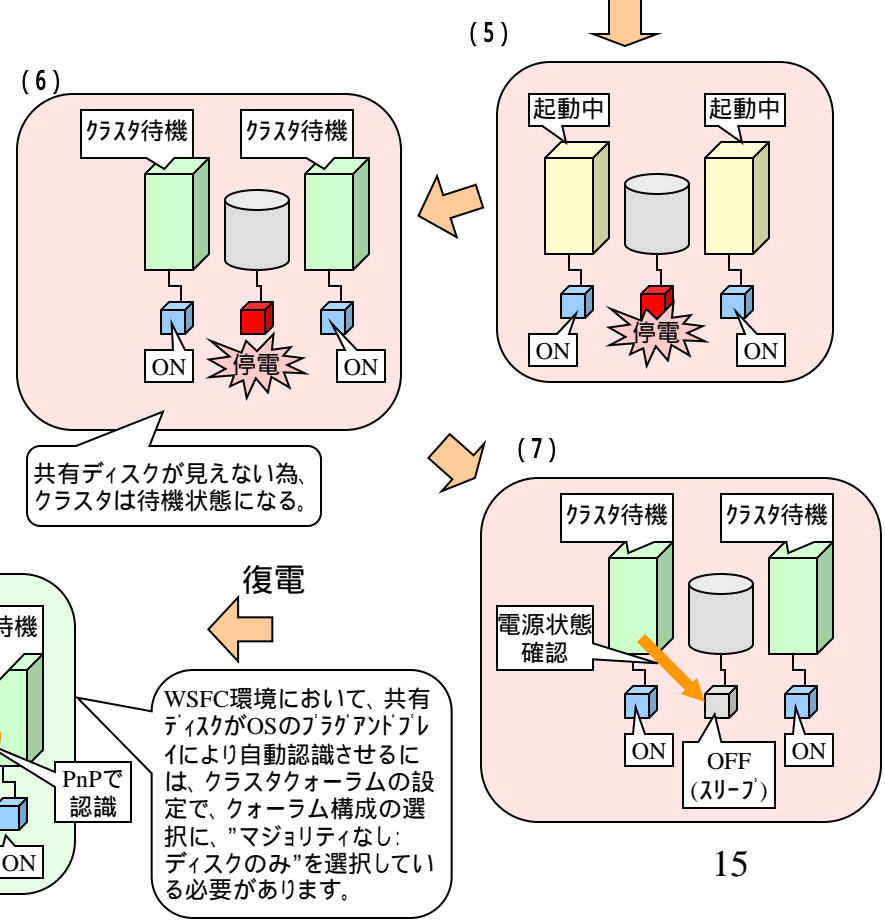 (5)
起動中
起動中
停電
ON
ON
(6)
ｸﾗｽﾀ待機
ｸﾗｽﾀ待機
ON
停電
ON
共有ディスクが見えない為、
クラスタは待機状態になる。
(7)
ｸﾗｽﾀ待機
ｸﾗｽﾀ待機
電源状態
確認
ON
OFF
(ｽﾘｰﾌﾟ)
ON
復電
待機
PnPで
認識
ON
WSFC環境において、共有
ﾃﾞｨｽｸがOSのﾌﾟﾗｸﾞｱﾝﾄﾞﾌﾟﾚ
ｲにより自動認識させるに
は、クラスタクォーラムの設
定で、クォーラム構成の選
択に、”マジョリティなし:
ディスクのみ”を選択してい
る必要があります。
15